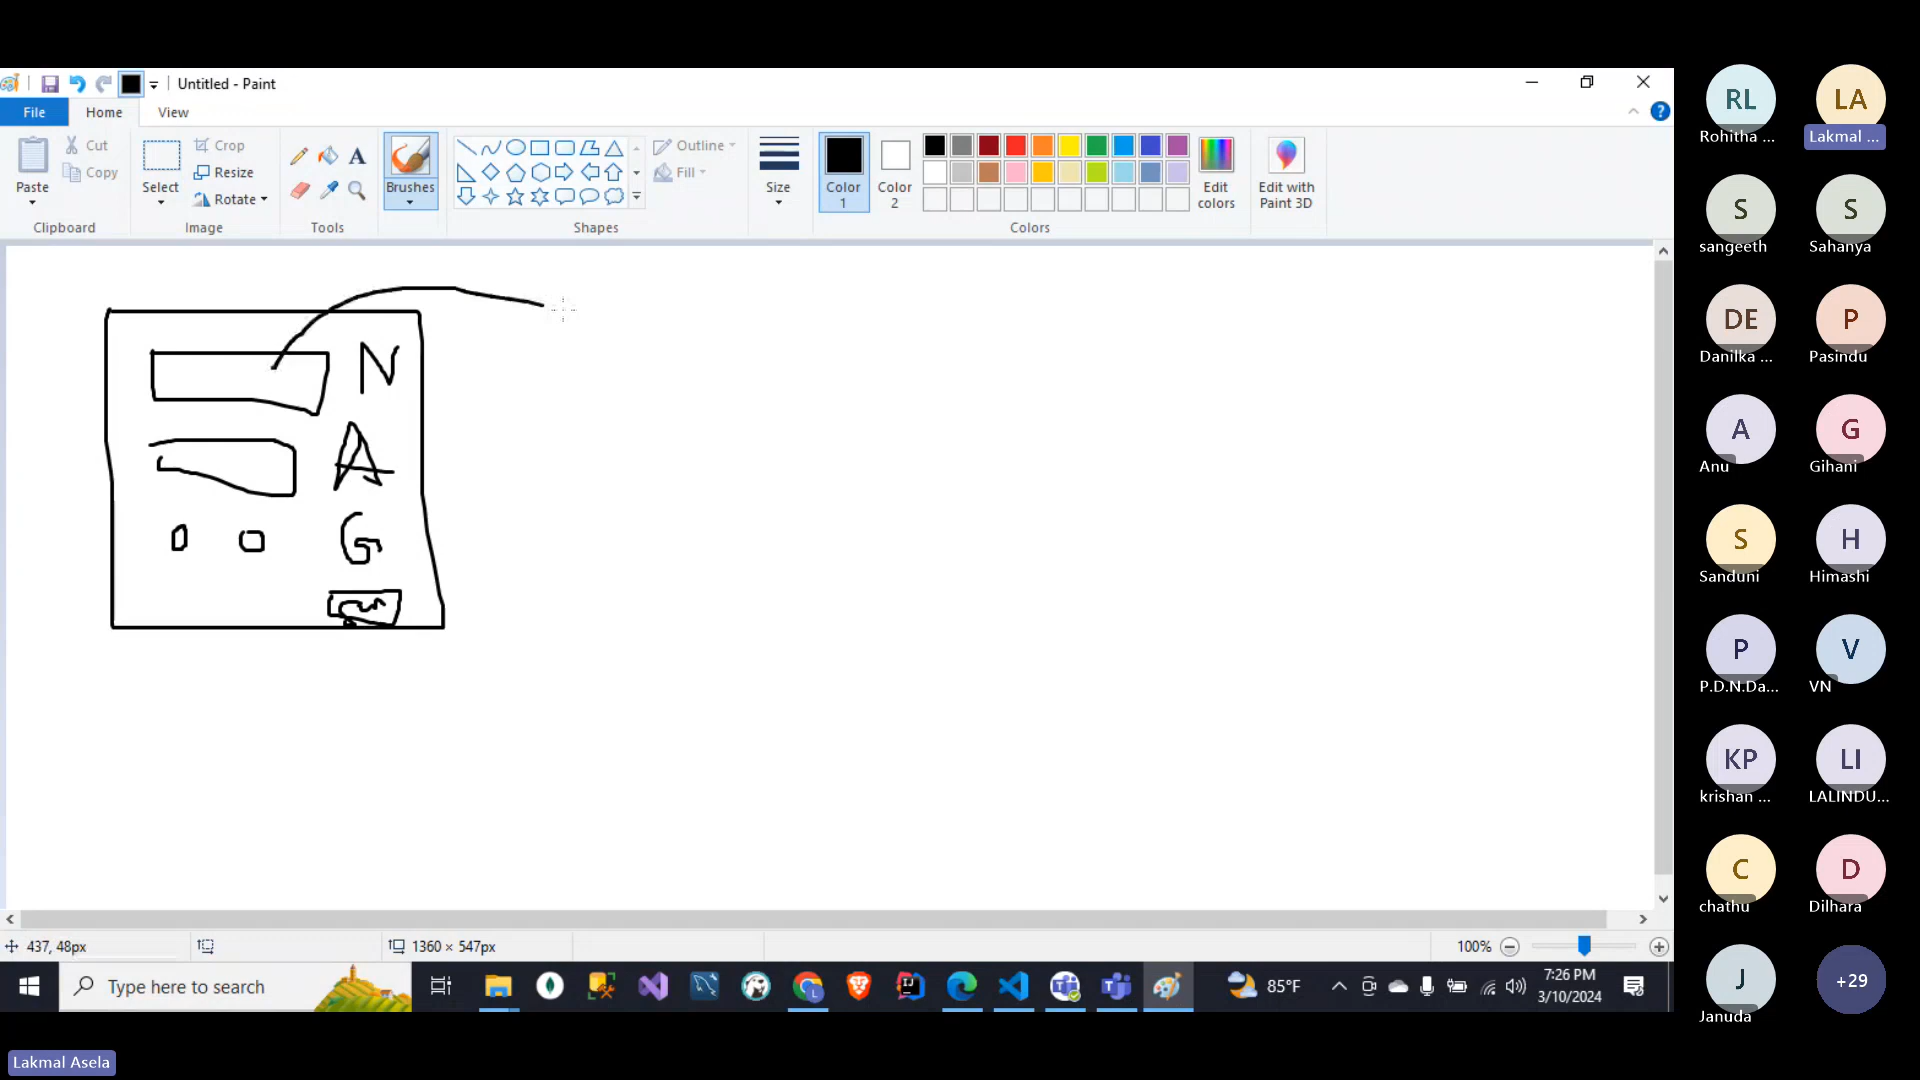 Untitled - Paint
File Home View
Paste Cut Copy Clipboard
Select Crop Resize Rotate Image
Tools
Brushes
Shapes
Outline
Fill
Size
Color 1
Color 2
Edit colors
Colors
Edit with Paint 3D
N
A
G
437, 48px
1360 × 547px
100%
Type here to search
85°F
7:26 PM
3/10/2024
Lakmal Asela
RL
Rohitha ...
LA
Lakmal ...
S
sangeeth
S
Sahanya
DE
Danilka ...
P
Pasindu
A
Anu
G
Gihani
S
Sanduni
H
Himashi
P
P.D.N.Da...
V
VN
KP
krishan ...
LI
LALINDU...
C
chathu
D
Dilhara
J
Januda
+29